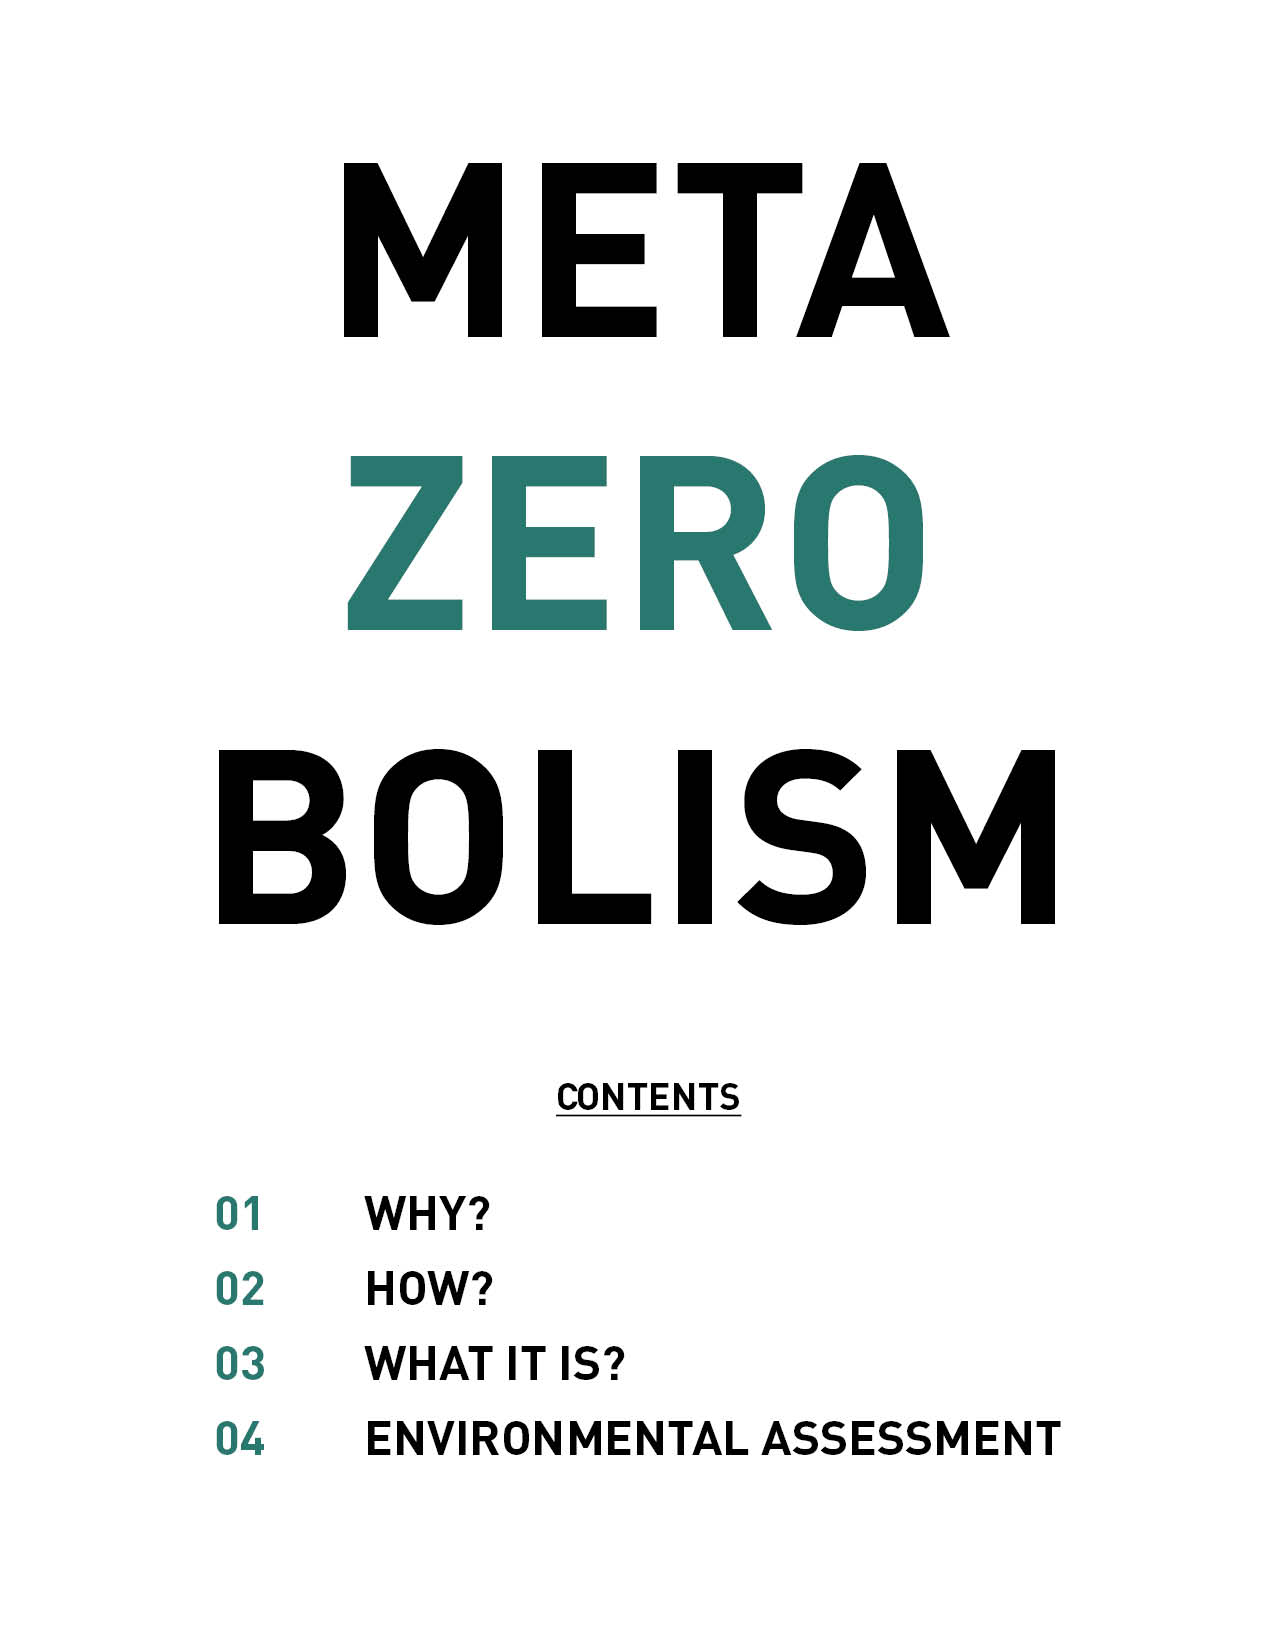 META
ZERO
BOLISM
CONTENTS
01 WHY?
02 HOW?
03 WHAT IT IS?
04 ENVIRONMENTAL ASSESSMENT